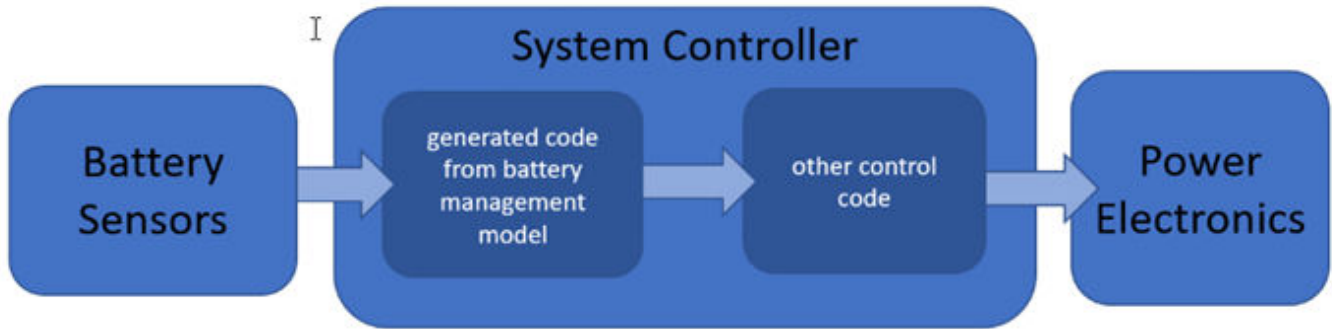 System Controller
Battery
Sensors
generated code
from battery
management
model
other control
code
Power
Electronics